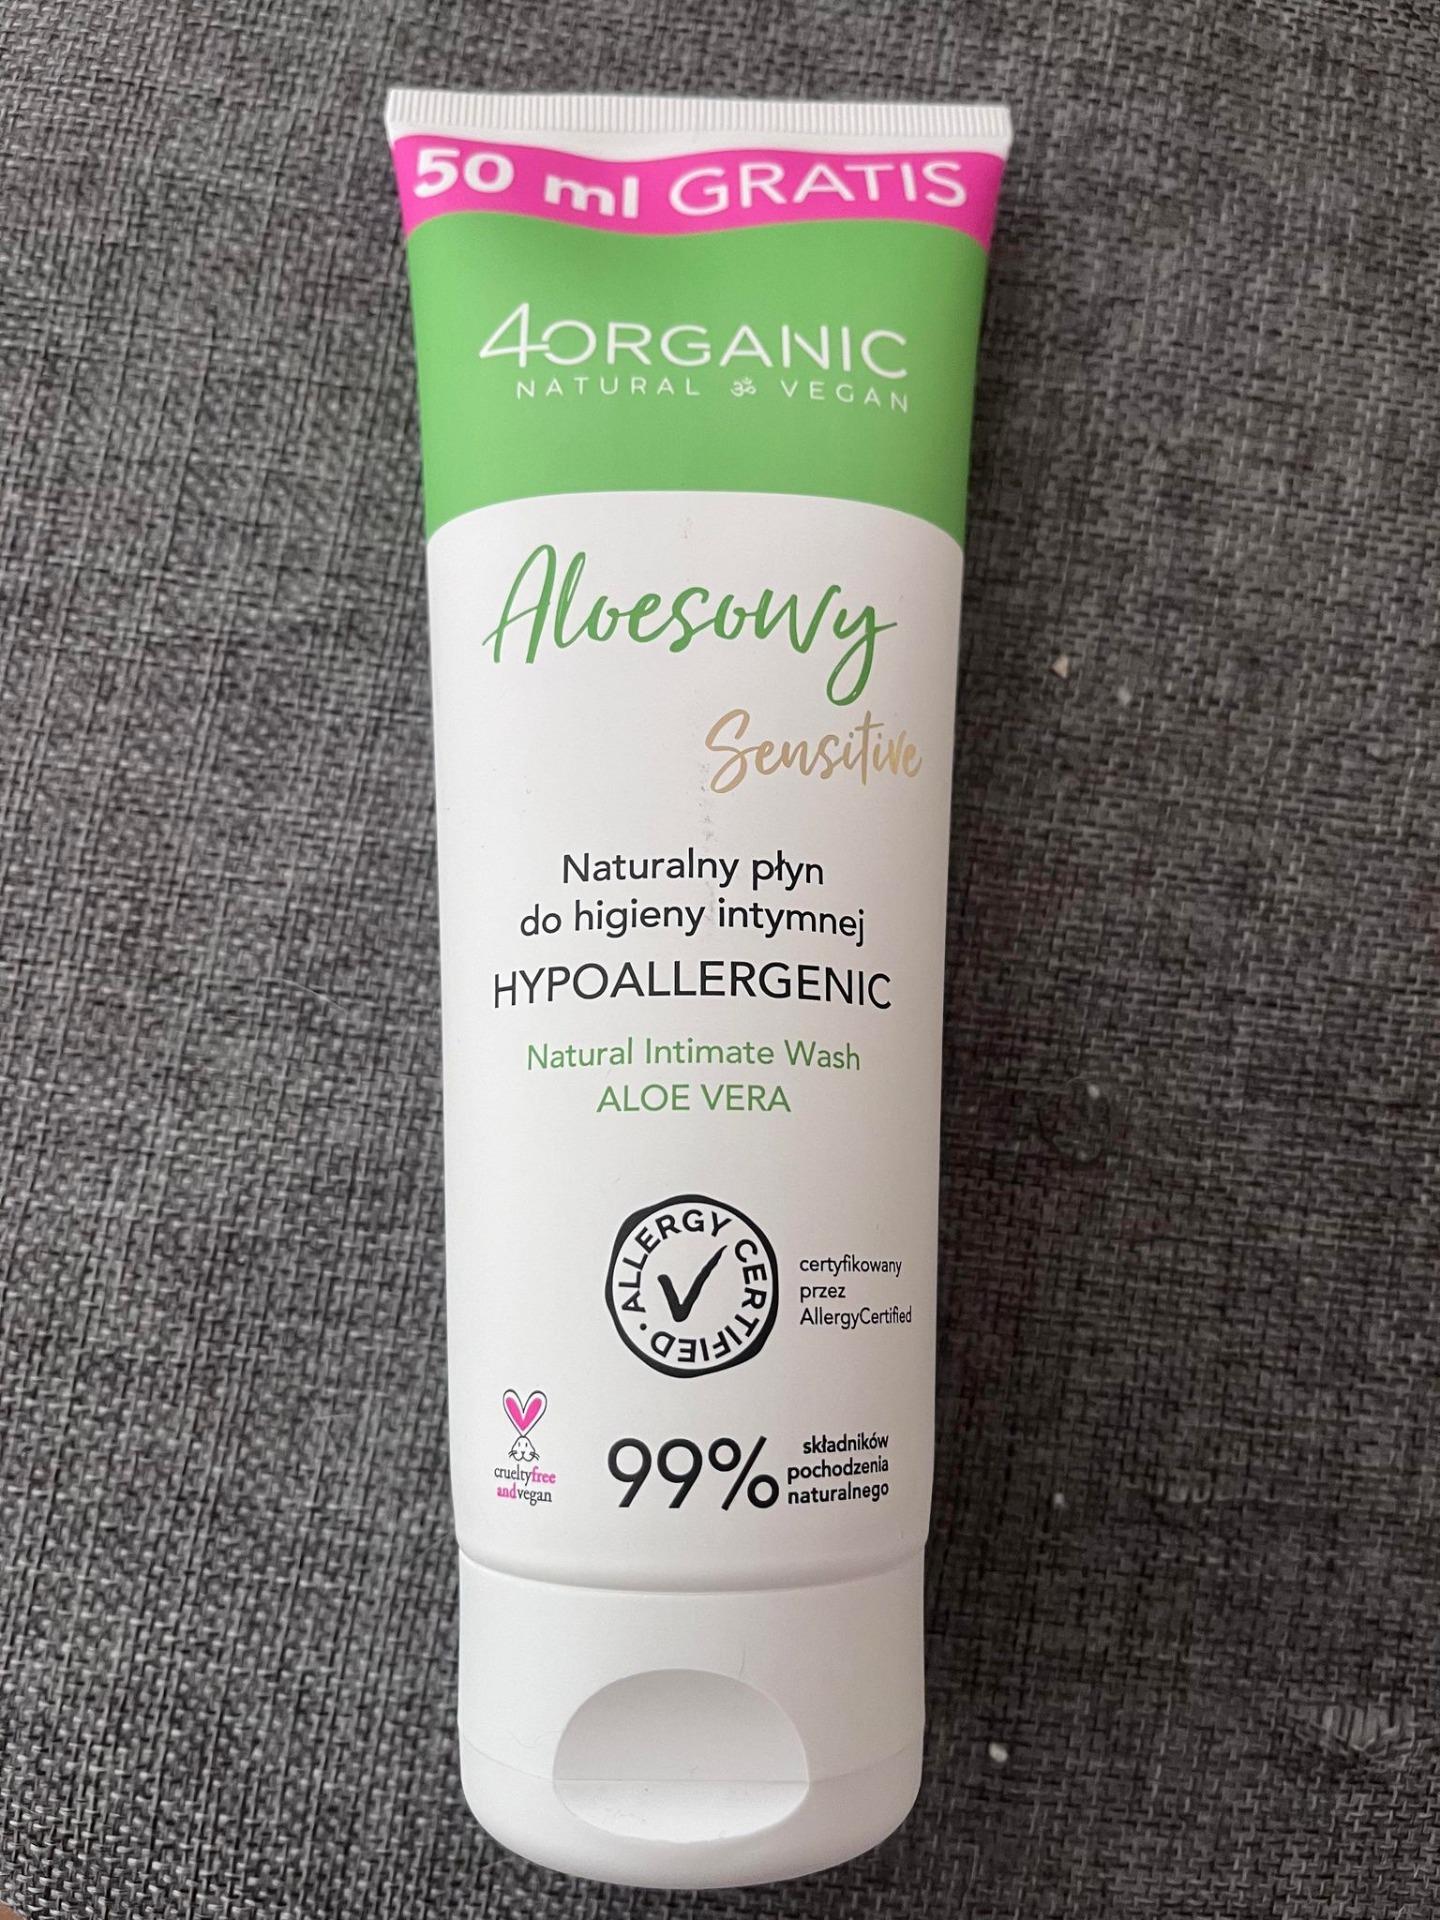 50 ml GRATIS
4ORGANIC
NATURAL ॐ VEGAN
Aloesowy
Sensitive
Naturalny płyn
do higieny intymnej
HYPOALLERGENIC
Natural Intimate Wash
ALOE VERA
ALLERGY CERTIFIED
certyfikowany
przez
AllergyCertified
crueltyfree
andvegan
99%
składników
pochodzenia
naturalnego